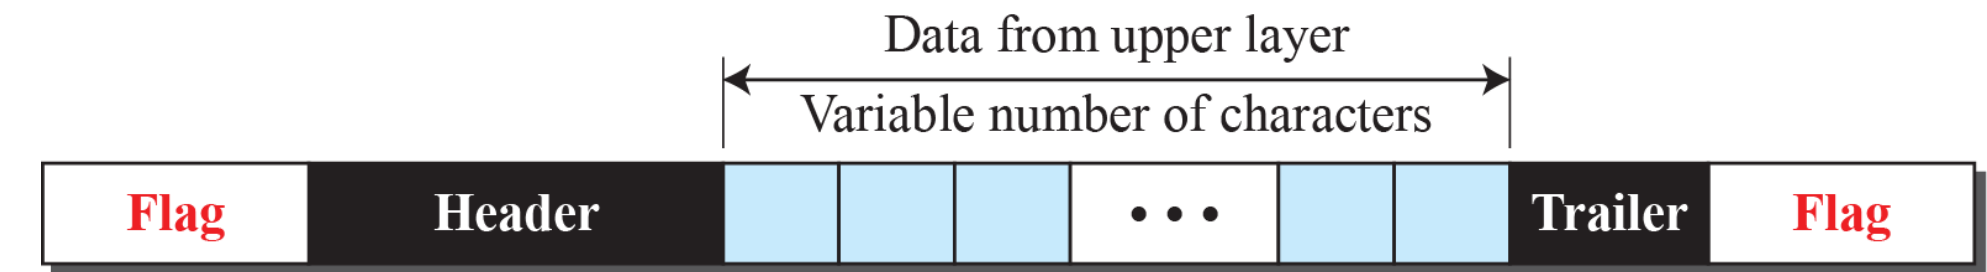 Data from upper layer
Variable number of characters
Flag Header • • • Trailer Flag